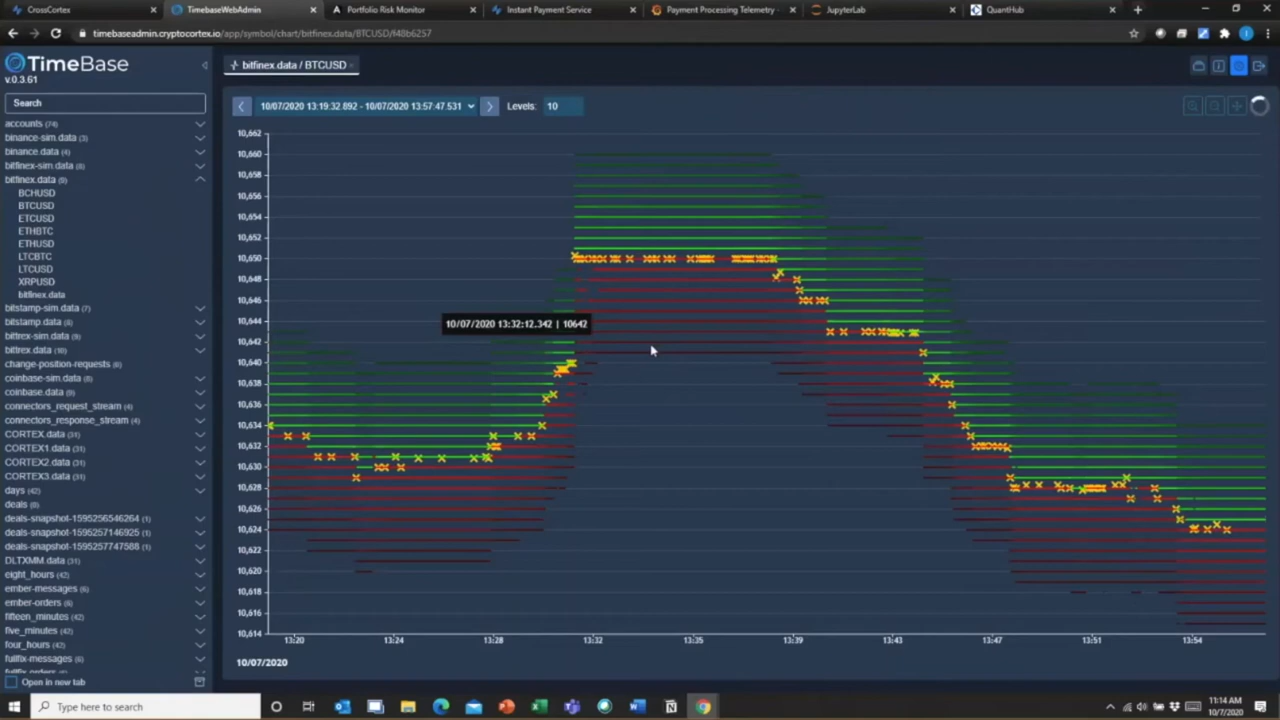 CrossCortex
TimebaseWebAdmin
Portfolio Risk Monitor
Instant Payment Service
Payment Processing Telemetry
JupyterLab
QuantHub
timebaseadmin.cryptocortex.io/app/symbol/chart/bitfinex.data/BTCUSD/f48b6257
TimeBase
v.0.3.61
bitfinex.data / BTCUSD
Search
10/07/2020 13:19:32.892 - 10/07/2020 13:57:47.531
Levels: 10
accounts (74)
binance-sim.data (3)
binance.data (4)
bitfinex-sim.data (8)
bitfinex.data (9)
BCHUSD
BTCUSD
ETCUSD
ETHBTC
ETHUSD
LTCBTC
LTCUSD
XRPUSD
bitfinex.data
bitstamp-sim.data (7)
bitstamp.data (8)
bittrex-sim.data (9)
bittrex.data (10)
change-position-requests (6)
coinbase-sim.data (8)
coinbase.data (9)
connectors_request_stream (4)
connectors_response_stream (4)
CORTEX.data (31)
CORTEX1.data (31)
CORTEX2.data (31)
CORTEX3.data (31)
days (42)
deals (8)
deals-snapshot-1595256546264 (1)
deals-snapshot-1595257146925 (1)
deals-snapshot-1595257747588 (1)
DLTXMM.data (31)
eight_hours (42)
ember-messages (6)
ember-orders (6)
fifteen_minutes (42)
five_minutes (42)
four_hours (42)
fullfix-messages (6)
Open in new tab
10,662
10,660
10,658
10,656
10,654
10,652
10,650
10,648
10,646
10,644
10,642
10,640
10,638
10,636
10,634
10,632
10,630
10,628
10,626
10,624
10,622
10,620
10,618
10,616
10,614
10/07/2020 13:32:12.342 | 10642
13:20
13:24
13:28
13:32
13:35
13:39
13:43
13:47
13:51
13:54
10/07/2020
Type here to search
11:14 AM
10/7/2020